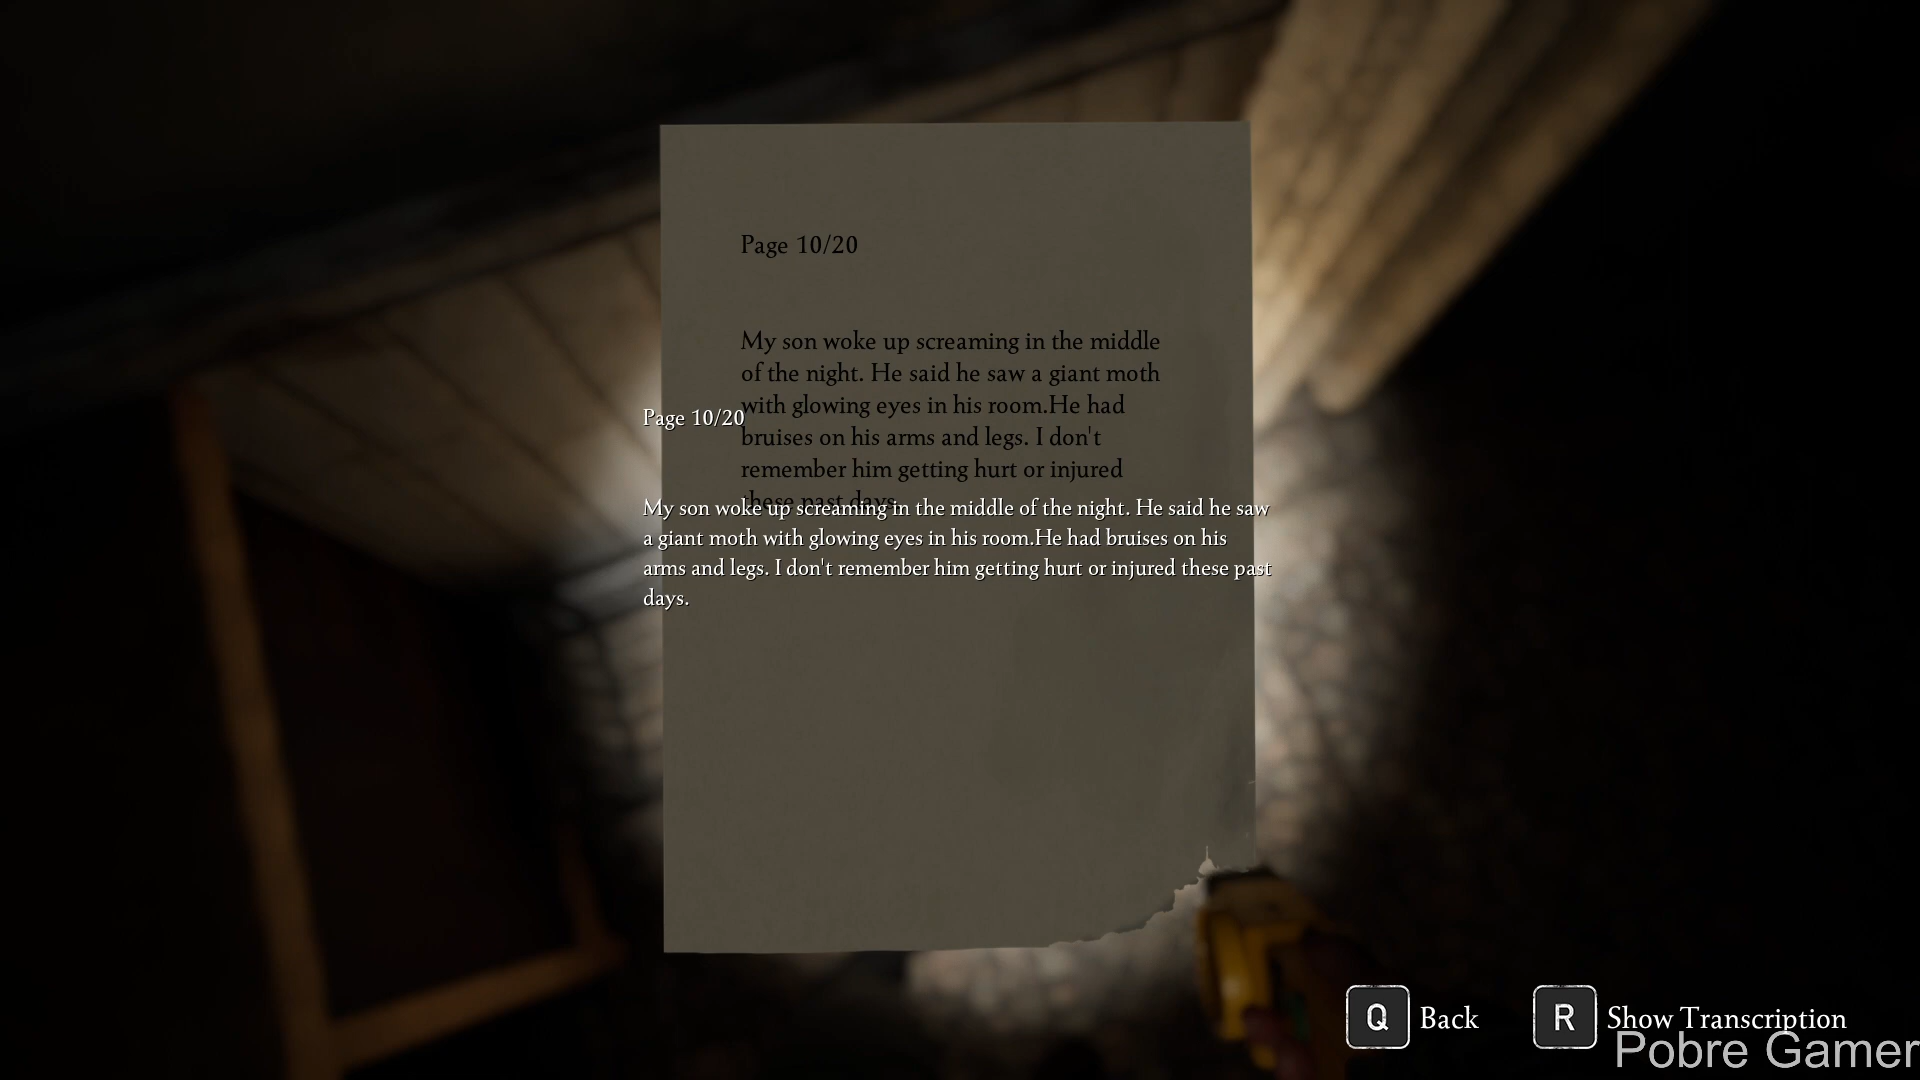 Page 10/20
My son woke up screaming in the middle
of the night. He said he saw a giant moth
with glowing eyes in his room.He had
bruises on his arms and legs. I don't
remember him getting hurt or injured
these past days.
Page 10/20
My son woke up screaming in the middle of the night. He said he saw
a giant moth with glowing eyes in his room.He had bruises on his
arms and legs. I don't remember him getting hurt or injured these past
days.
Q Back R Show Transcription
Pobre Gamer